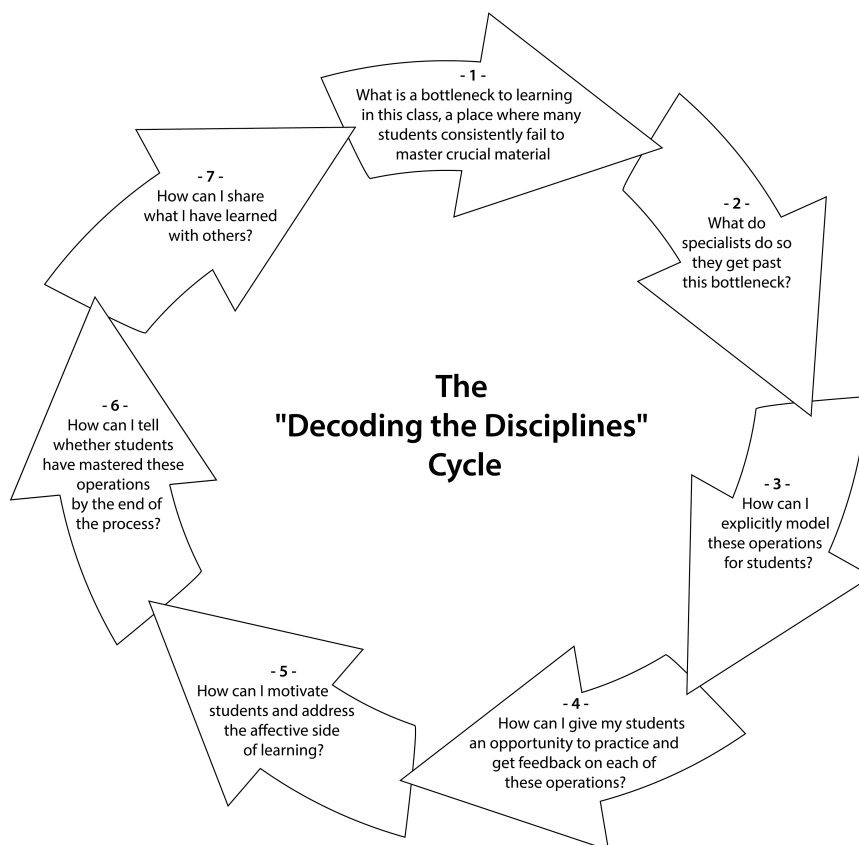 - 1 -
What is a bottleneck to learning
in this class, a place where many
students consistently fail to
master crucial material
- 2 -
What do
specialists do so
they get past
this bottleneck?
- 3 -
How can I
explicitly model
these operations
for students?
- 4 -
How can I give my students
an opportunity to practice and
get feedback on each of
these operations?
- 5 -
How can I motivate
students and address
the affective side
of learning?
- 6 -
How can I tell
whether students
have mastered these
operations
by the end of
the process?
- 7 -
How can I share
what I have learned
with others?
The
"Decoding the Disciplines"
Cycle